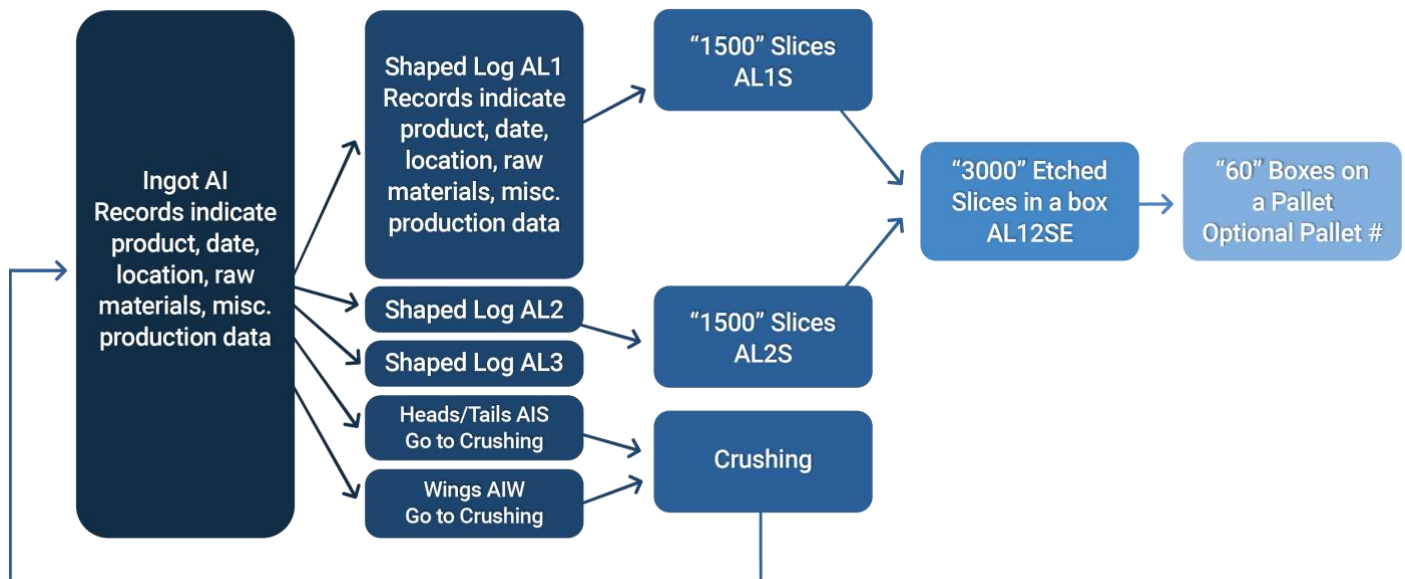 Ingot AI
Records indicate
product, date,
location, raw
materials, misc.
production data
Shaped Log AL1
Records indicate
product, date,
location, raw
materials, misc.
production data
Shaped Log AL2
Shaped Log AL3
Heads/Tails AIS
Go to Crushing
Wings AIW
Go to Crushing
“1500” Slices
AL1S
“1500” Slices
AL2S
Crushing
“3000” Etched
Slices in a box
AL12SE
“60” Boxes on
a Pallet
Optional Pallet #